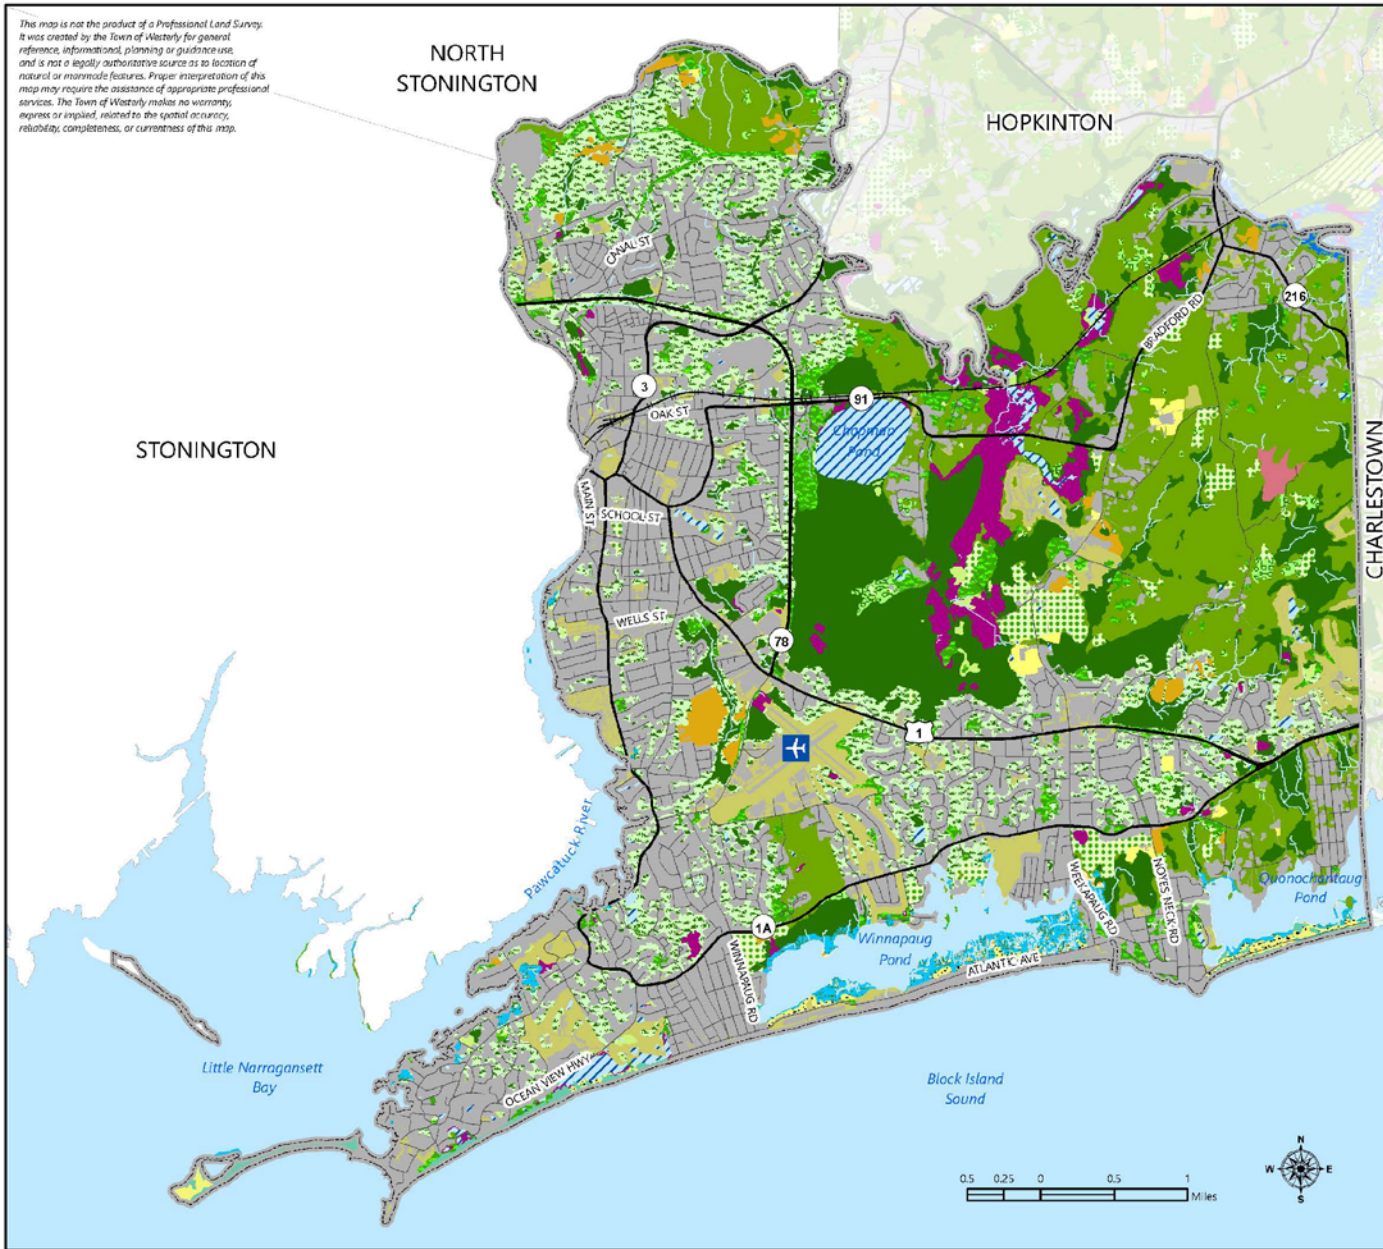 This map is not the product of a Professional Land Survey.
It was created by the Town of Westerly for general
reference, informational, planning or guidance use,
and is not a legally authoritative source as to location of
natural or manmade features. Proper interpretation of this
map may require the assistance of appropriate professional
services. The Town of Westerly makes no warranty,
express or implied, related to the spatial accuracy,
reliability, completeness, or currentness of this map.
NORTH
STONINGTON
HOPKINTON
CANAL ST
216
BRADFORD RD
3
91
OAK ST
Chapman
Pond
STONINGTON
CHARLESTOWN
MAIN ST
SCHOOL ST
WELLS ST
78
1
Pawcatuck River
WEEKAPAUG RD
NOYES NECK RD
Quonochontaug
Pond
1A
Winnapaug
Pond
WINNAPAUG RD
ATLANTIC AVE
OCEAN VIEW HWY
Little Narragansett
Bay
Block Island
Sound
N
W
E
S
0.5 0.25 0 0.5 1
Miles